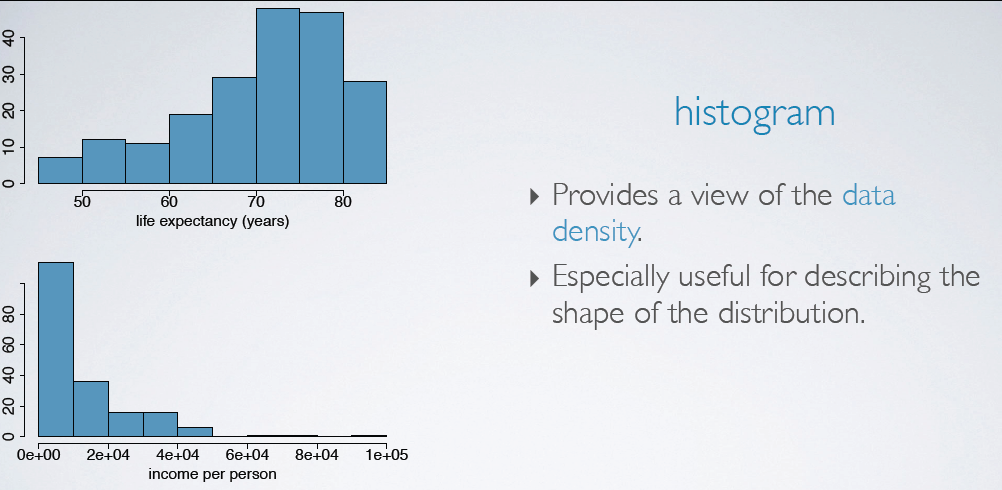 40
30
20
10
0
50 60 70 80
life expectancy (years)
80
60
40
20
0
0e+00 2e+04 4e+04 6e+04 8e+04 1e+05
income per person
histogram
Provides a view of the data
density.
Especially useful for describing the
shape of the distribution.